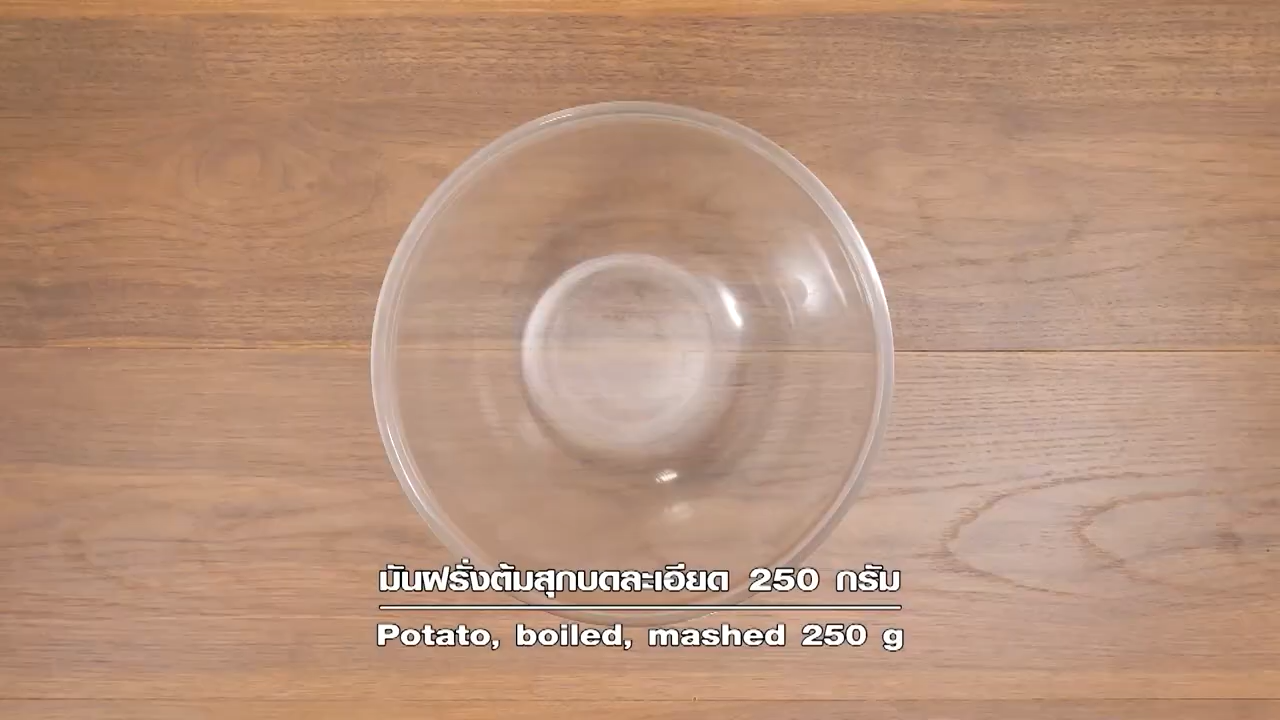 มันฝรั่งต้มสุกบดละเอียด 250 กรัม
Potato, boiled, mashed 250 g